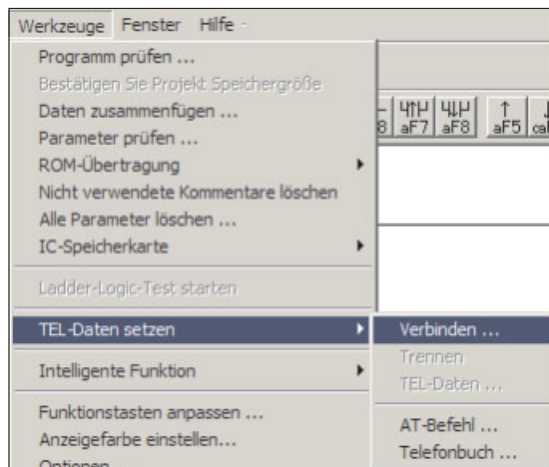 Werkzeuge Fenster Hilfe
Programm prüfen ...
Bestätigen Sie Projekt Speichergröße
Daten zusammenfügen ...
Parameter prüfen ...
ROM-Übertragung
Nicht verwendete Kommentare löschen
Alle Parameter löschen ...
IC-Speicherkarte
Ladder-Logic-Test starten
TEL-Daten setzen
Intelligente Funktion
Funktionstasten anpassen ...
Anzeigefarbe einstellen...
Optionen
8 aF7 aF8 aF5
Verbinden ...
Trennen
TEL-Daten ...
AT-Befehl ...
Telefonbuch ...